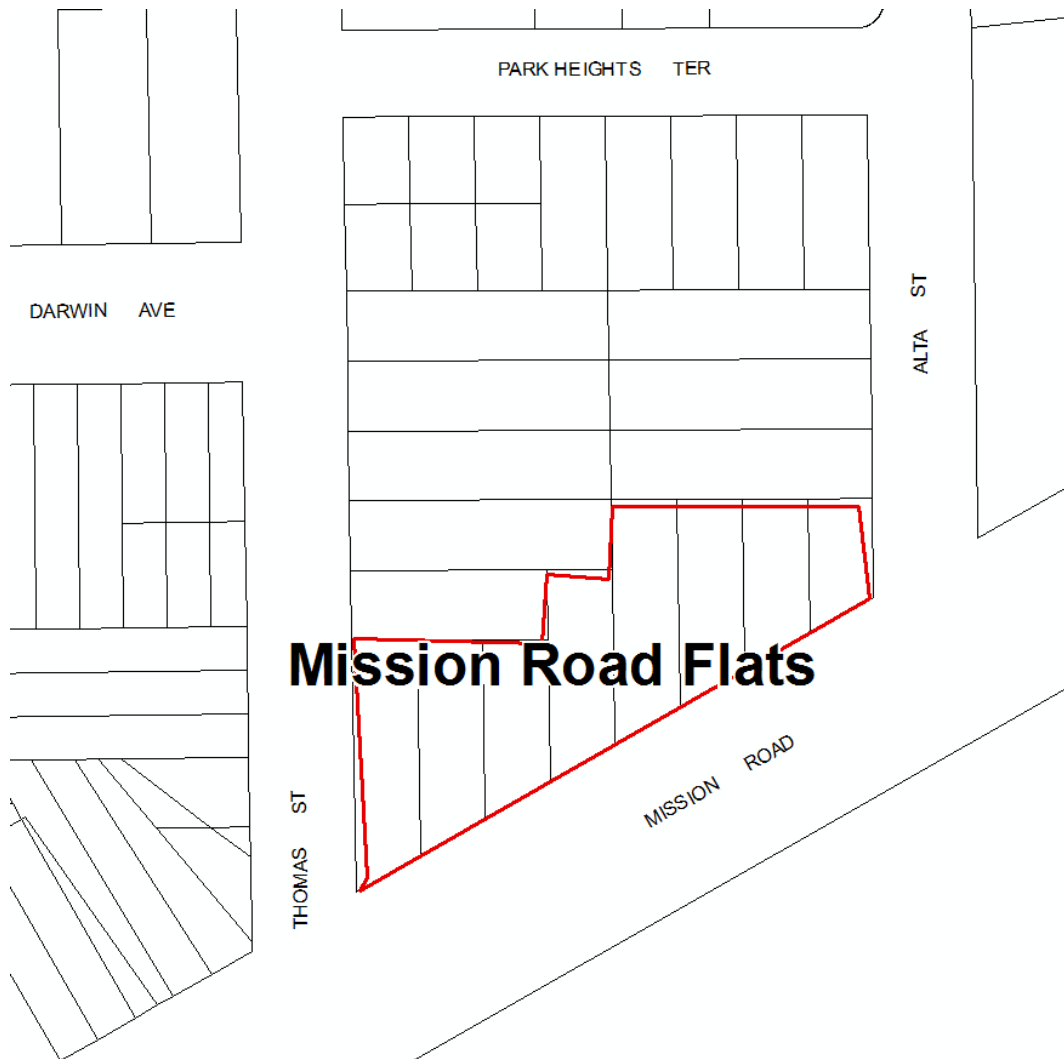 PARK HEIGHTS TER
DARWIN AVE
ALTA ST
Mission Road Flats
MISSION ROAD
THOMAS ST